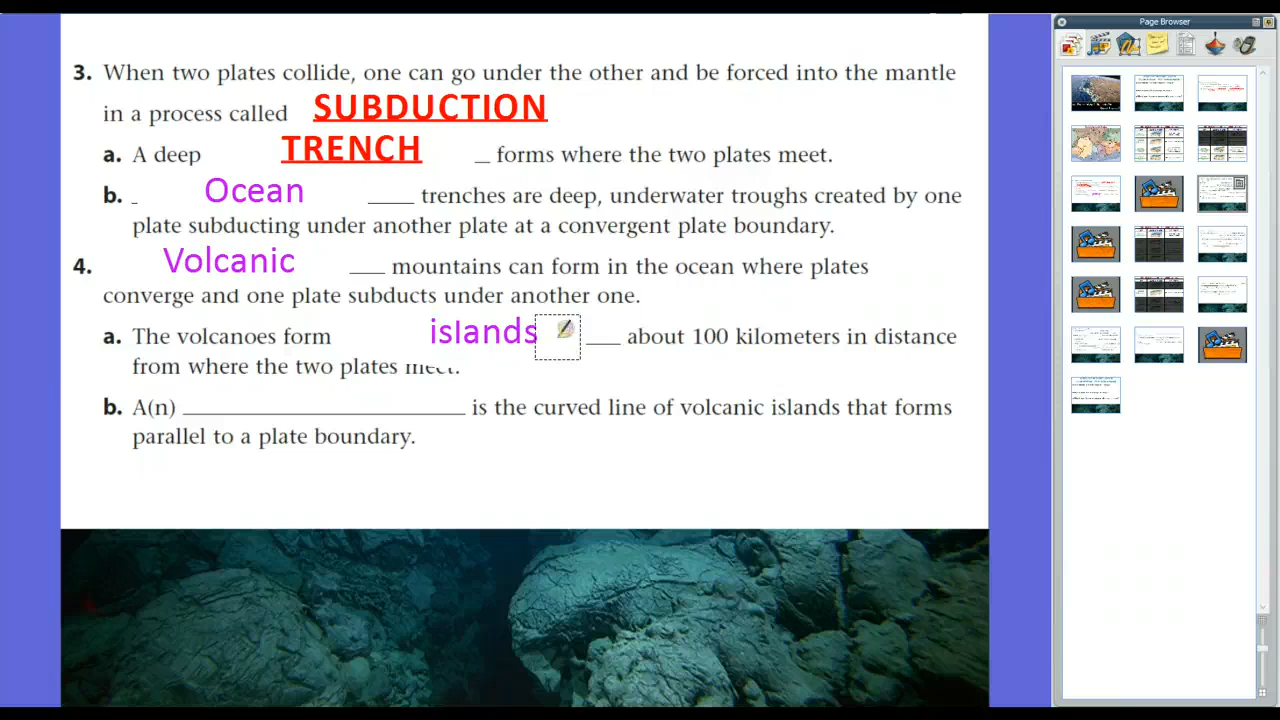 Page Browser
3. When two plates collide, one can go under the other and be forced into the mantle
in a process called SUBDUCTION
a. A deep TRENCH _ forms where the two plates meet.
b. _ Ocean ___ trenches are deep, underwater troughs created by one
plate subducting under another plate at a convergent plate boundary.
4. Volcanic ___ mountains can form in the ocean where plates
converge and one plate subducts under another one.
a. The volcanoes form islands ___ about 100 kilometers in distance
from where the two plates meet.
b. A(n) ______________________ is the curved line of volcanic islands that forms
parallel to a plate boundary.